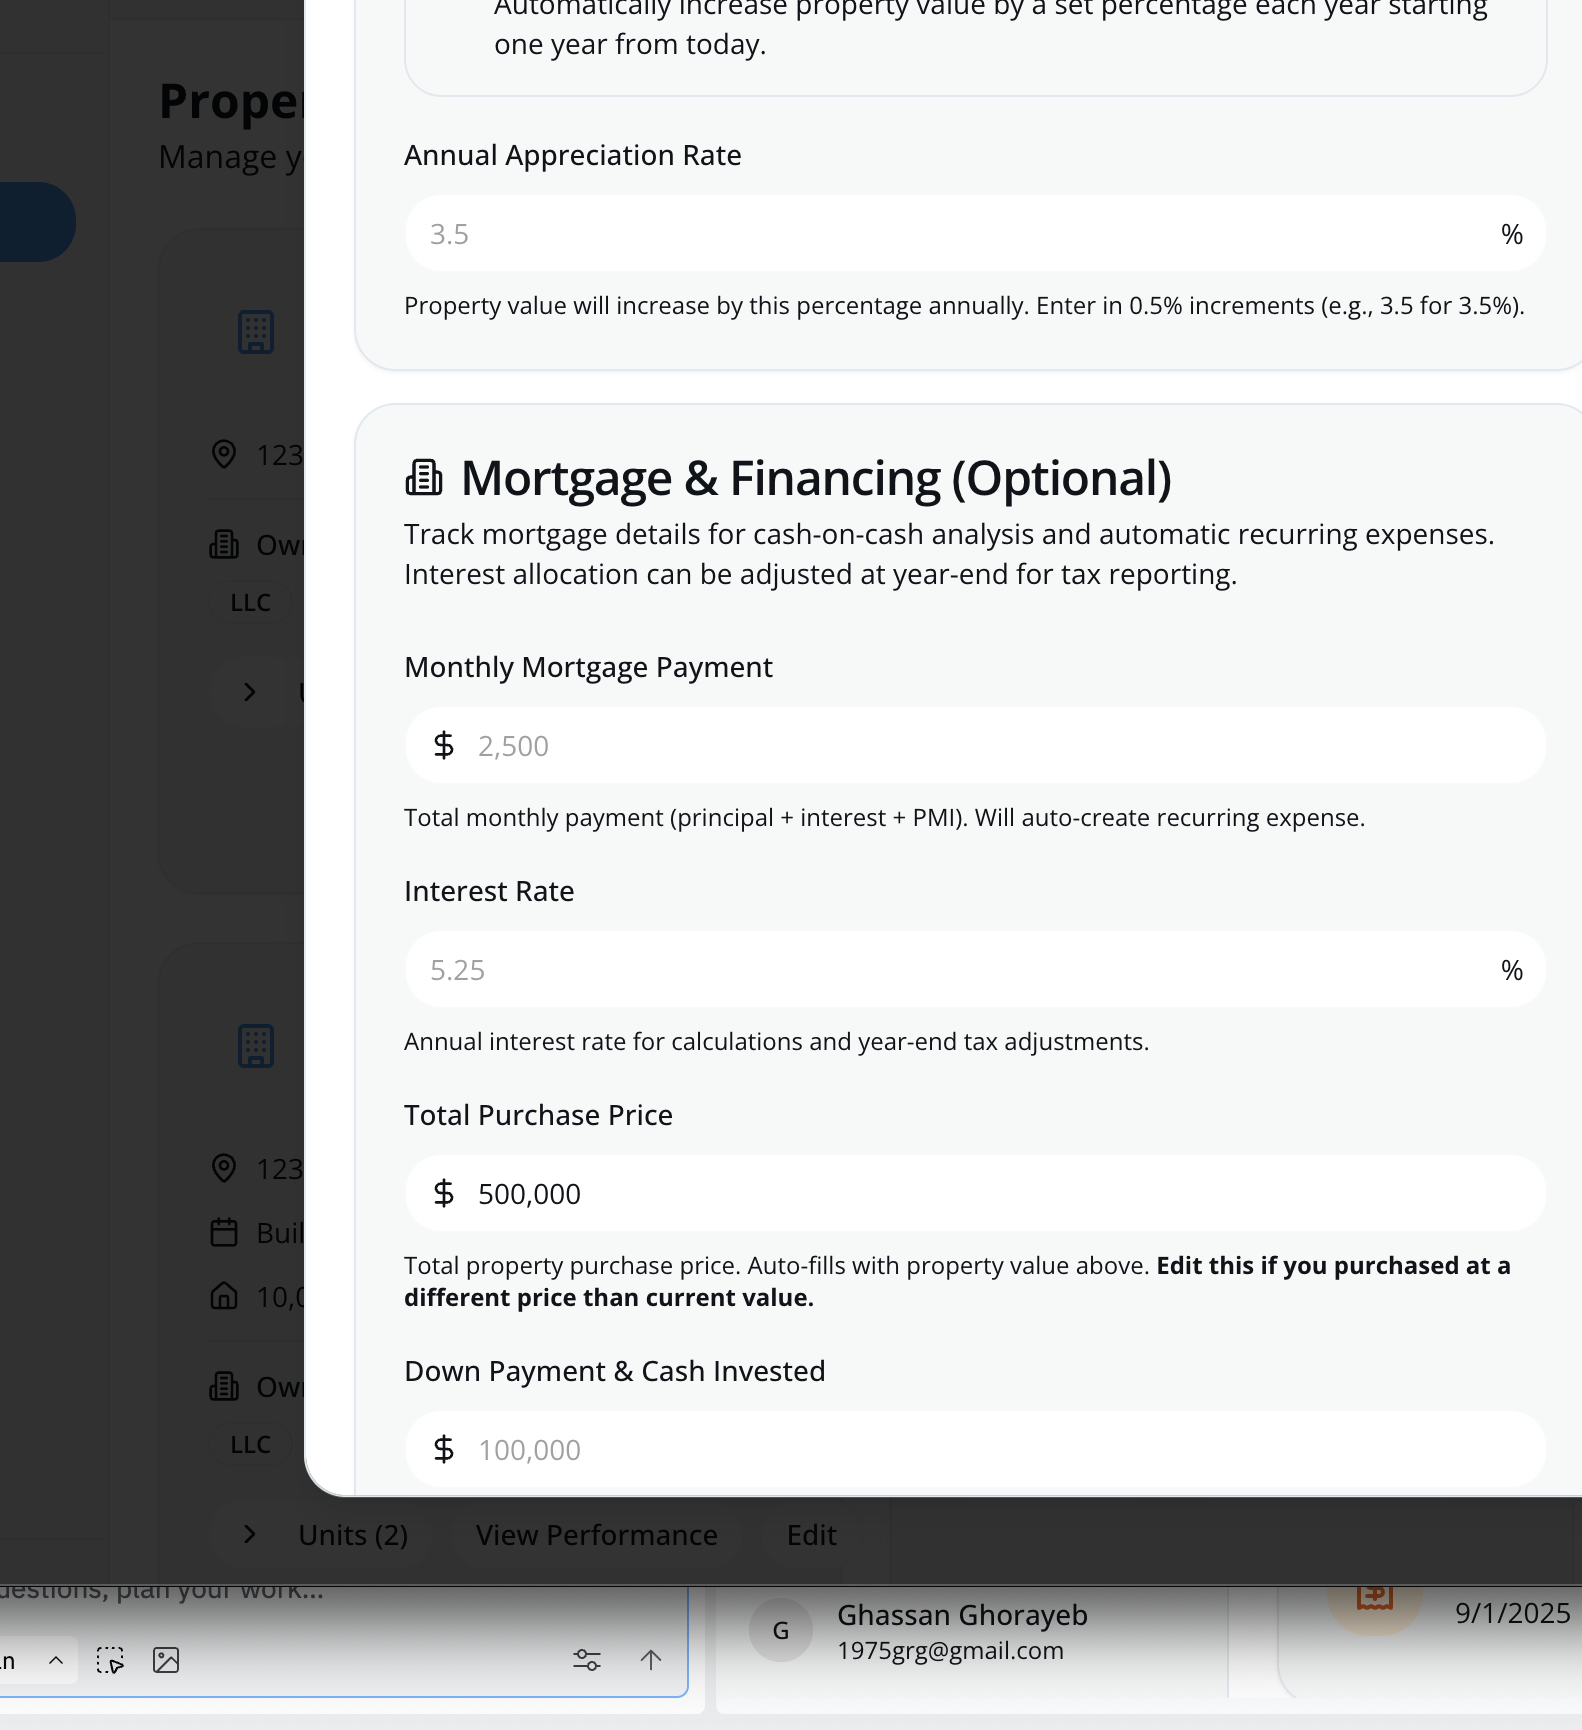 Automatically increase property value by a set percentage each year starting
one year from today.
Annual Appreciation Rate
3.5 %
Property value will increase by this percentage annually. Enter in 0.5% increments (e.g., 3.5 for 3.5%).
Mortgage & Financing (Optional)
Track mortgage details for cash-on-cash analysis and automatic recurring expenses.
Interest allocation can be adjusted at year-end for tax reporting.
Monthly Mortgage Payment
$ 2,500
Total monthly payment (principal + interest + PMI). Will auto-create recurring expense.
Interest Rate
5.25 %
Annual interest rate for calculations and year-end tax adjustments.
Total Purchase Price
$ 500,000
Total property purchase price. Auto-fills with property value above. Edit this if you purchased at a
different price than current value.
Down Payment & Cash Invested
$ 100,000
Proper
Manage y
123
Own
LLC
123
Buil
10,0
Own
LLC
Units (2) View Performance Edit
uestions, plan your work...
G
Ghassan Ghorayeb
1975grg@gmail.com
9/1/2025